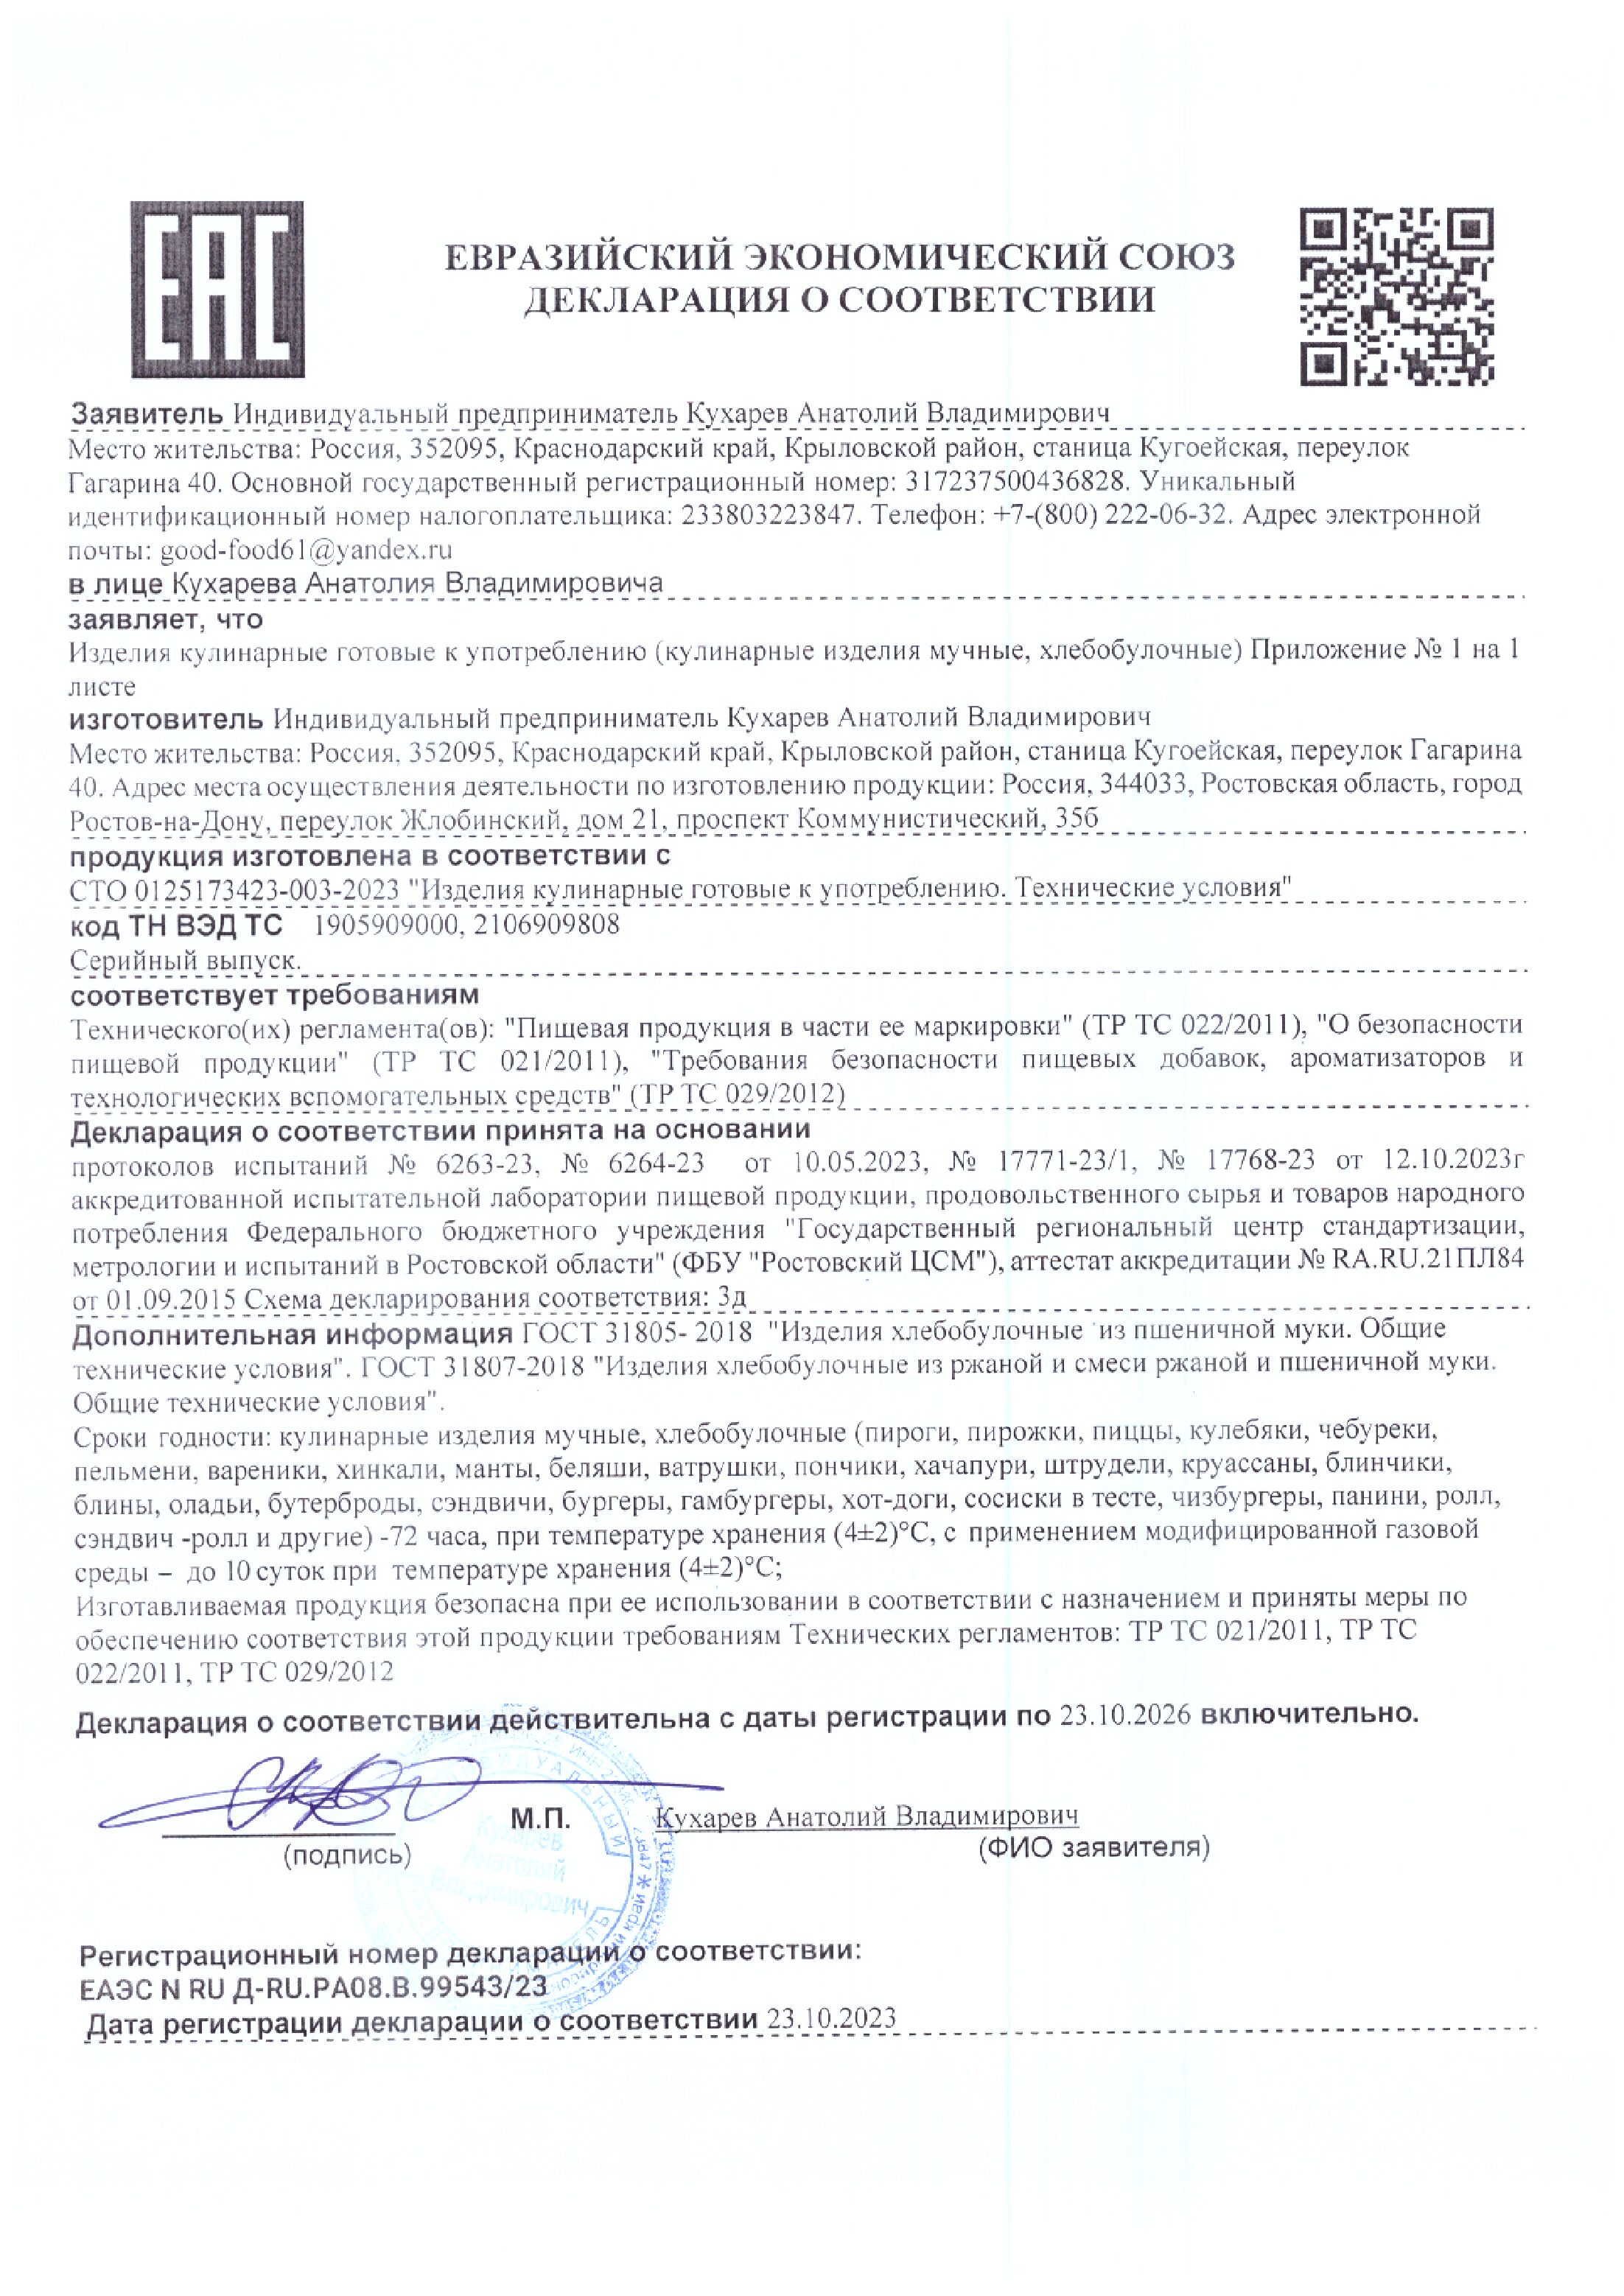 ЕАС
ЕВРАЗИЙСКИЙ ЭКОНОМИЧЕСКИЙ СОЮЗ
ДЕКЛАРАЦИЯ О СООТВЕТСТВИИ
Заявитель Индивидуальный предприниматель Кухарев Анатолий Владимирович
Место жительства: Россия, 352095, Краснодарский край, Крыловской район, станица Кугоейская, переулок
Гагарина 40. Основной государственный регистрационный номер: 317237500436828. Уникальный
идентификационный номер налогоплательщика: 233803223847. Телефон: +7-(800) 222-06-32. Адрес электронной
почты: good-food61@yandex.ru
в лице Кухарева Анатолия Владимировича
заявляет, что
Изделия кулинарные готовые к употреблению (кулинарные изделия мучные, хлебобулочные) Приложение № 1 на 1
листе
изготовитель Индивидуальный предприниматель Кухарев Анатолий Владимирович
Место жительства: Россия, 352095, Краснодарский край, Крыловской район, станица Кугоейская, переулок Гагарина
40. Адрес места осуществления деятельности по изготовлению продукции: Россия, 344033, Ростовская область, город
Ростов-на-Дону, переулок Жлобинский, дом 21, проспект Коммунистический, 35б
продукция изготовлена в соответствии с
СТО 0125173423-003-2023 "Изделия кулинарные готовые к употреблению. Технические условия"
код ТН ВЭД ТС 1905909000, 2106909808
Серийный выпуск.
соответствует требованиям
Технического(их) регламента(ов): "Пищевая продукция в части ее маркировки" (ТР ТС 022/2011), "О безопасности
пищевой продукции" (ТР ТС 021/2011), "Требования безопасности пищевых добавок, ароматизаторов и
технологических вспомогательных средств" (ТР ТС 029/2012)
Декларация о соответствии принята на основании
протоколов испытаний № 6263-23, № 6264-23 от 10.05.2023, № 17771-23/1, № 17768-23 от 12.10.2023г
аккредитованной испытательной лаборатории пищевой продукции, продовольственного сырья и товаров народного
потребления Федерального бюджетного учреждения "Государственный региональный центр стандартизации,
метрологии и испытаний в Ростовской области" (ФБУ "Ростовский ЦСМ"), аттестат аккредитации № RA.RU.21ПЛ84
от 01.09.2015 Схема декларирования соответствия: 3д
Дополнительная информация ГОСТ 31805- 2018 "Изделия хлебобулочные из пшеничной муки. Общие
технические условия". ГОСТ 31807-2018 "Изделия хлебобулочные из ржаной и смеси ржаной и пшеничной муки.
Общие технические условия".
Сроки годности: кулинарные изделия мучные, хлебобулочные (пироги, пирожки, пиццы, кулебяки, чебуреки,
пельмени, вареники, хинкали, манты, беляши, ватрушки, пончики, хачапури, штрудели, круассаны, блинчики,
блины, оладьи, бутерброды, сэндвичи, бургеры, гамбургеры, хот-доги, сосиски в тесте, чизбургеры, панини, ролл,
сэндвич -ролл и другие) -72 часа, при температуре хранения (4±2)°С, с применением модифицированной газовой
среды – до 10 суток при температуре хранения (4±2)°С;
Изготавливаемая продукция безопасна при ее использовании в соответствии с назначением и приняты меры по
обеспечению соответствия этой продукции требованиям Технических регламентов: ТР ТС 021/2011, ТР ТС
022/2011, ТР ТС 029/2012
Декларация о соответствии действительна с даты регистрации по 23.10.2026 включительно.
М.П.
Кухарев Анатолий Владимирович
(подпись)
(ФИО заявителя)
Кухарев
Анатолий
Владимирович
Регистрационный номер декларации о соответствии:
ЕАЭС N RU Д-RU.РА08.В.99543/23
Дата регистрации декларации о соответствии 23.10.2023